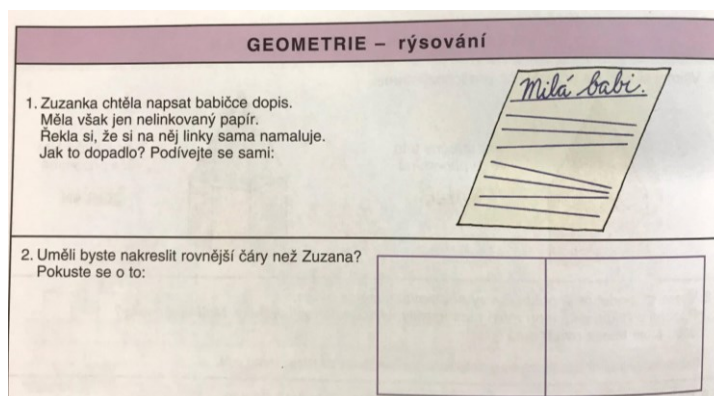 GEOMETRIE – rýsování
1. Zuzanka chtěla napsat babičce dopis.
Měla však jen nelinkovaný papír.
Řekla si, že si na něj linky sama namaluje.
Jak to dopadlo? Podívejte se sami:
Milá babi.
2. Uměli byste nakreslit rovnější čáry než Zuzana?
Pokuste se o to: